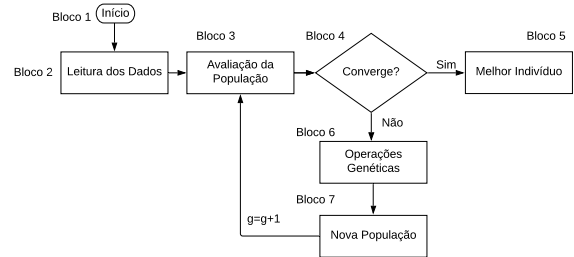 Bloco 1
Início
Bloco 2
Leitura dos Dados
Bloco 3
Avaliação da
População
Bloco 4
Converge?
Sim
Bloco 5
Melhor Indivíduo
Não
Bloco 6
Operações
Genéticas
Bloco 7
Nova População
g=g+1